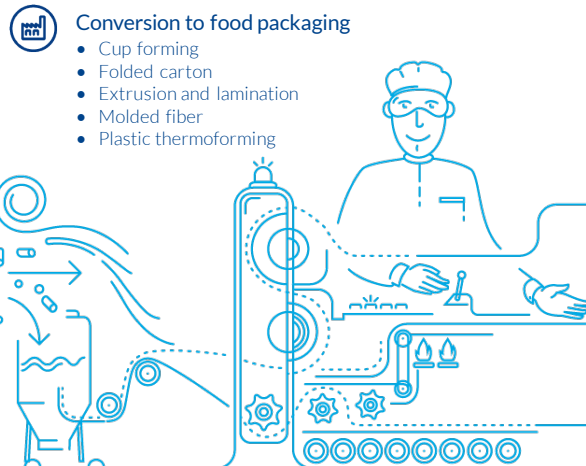 Conversion to food packaging
• Cup forming
• Folded carton
• Extrusion and lamination
• Molded fiber
• Plastic thermoforming